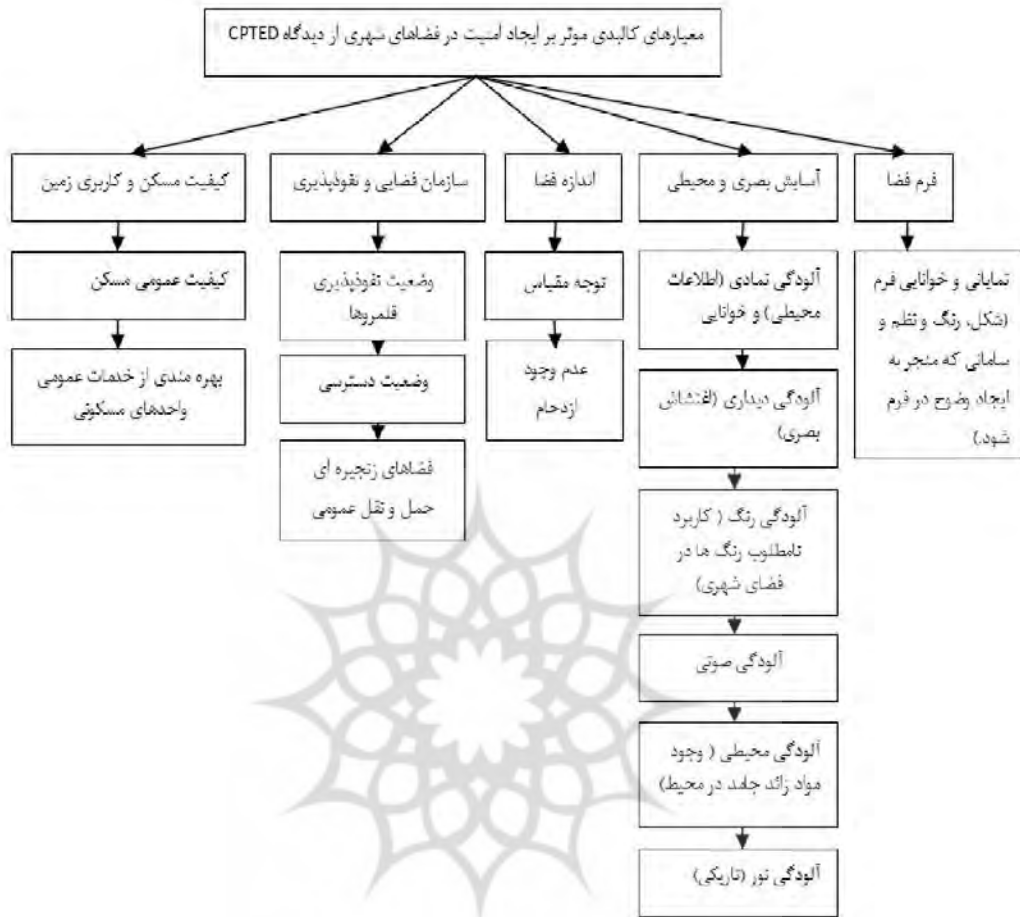 معیارهای کالبدی موثر بر ایجاد امنیت در فضاهای شهری از دیدگاه CPTED
فرم فضا
نمایانی و خوانایی فرم
(شکل، رنگ و نظم و
سامانی که منجر به
ایجاد وضوح در فرم
شود.)
آسایش بصری و محیطی
آلودگی نمادی (اطلاعات
محیطی) و خوانایی
آلودگی دیداری (اغتشاش
بصری)
آلودگی رنگ ( کاربرد
نامطلوب رنگ ها در
فضای شهری)
آلودگی صوتی
آلودگی محیطی ( وجود
مواد زائد جامد در محیط)
آلودگی نور (تاریکی)
اندازه فضا
توجه مقیاس
عدم وجود
ازدحام
سازمان فضایی و نفوذپذیری
وضعیت نفوذپذیری
قلمروها
وضعیت دسترسی
فضاهای زنجیره ای
حمل و نقل عمومی
کیفیت مسکن و کاربری زمین
کیفیت عمومی مسکن
بهره مندی از خدمات عمومی
واحدهای مسکونی